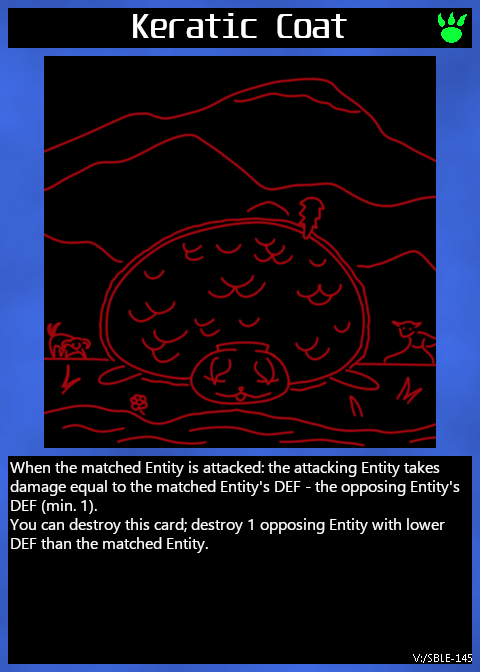 Keratic Coat
When the matched Entity is attacked: the attacking Entity takes
damage equal to the matched Entity's DEF - the opposing Entity's
DEF (min. 1).
You can destroy this card; destroy 1 opposing Entity with lower
DEF than the matched Entity.
V:/SBLE-145